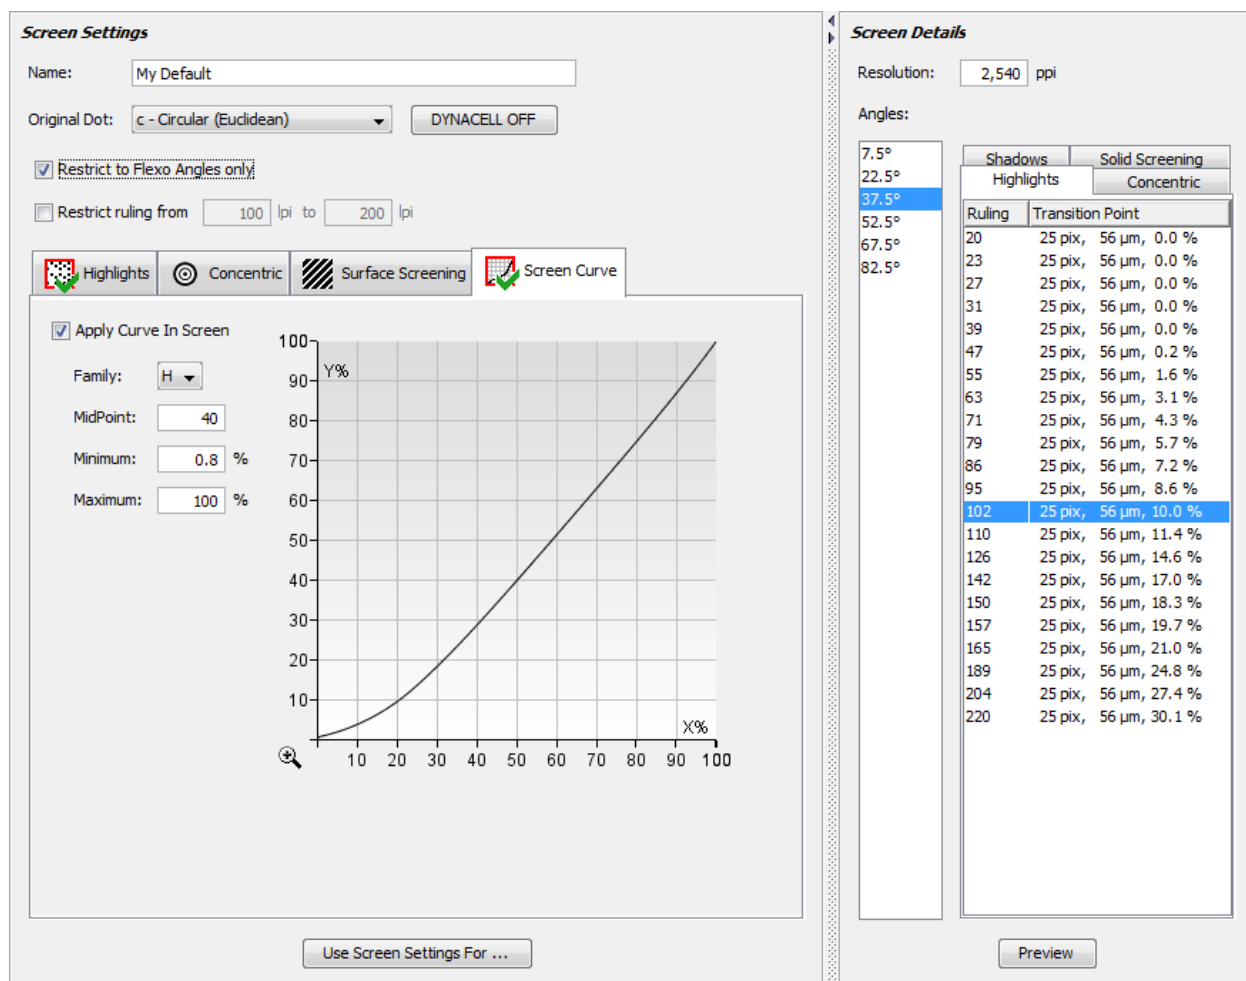 Screen Settings
Name: My Default
Original Dot: c - Circular (Euclidean) DYNACELL OFF
Restrict to Flexo Angles only
Restrict ruling from 100 lpi to 200 lpi
Highlights Concentric Surface Screening Screen Curve
Apply Curve In Screen
Family: H
MidPoint: 40
Minimum: 0.8 %
Maximum: 100 %
100
Y%
90
80
70
60
50
40
30
20
10
X%
10 20 30 40 50 60 70 80 90 100
Use Screen Settings For ...
Screen Details
Resolution: 2,540 ppi
Angles:
7.5°
22.5°
37.5°
52.5°
67.5°
82.5°
Shadows Solid Screening
Highlights Concentric
Ruling Transition Point
20 25 pix, 56 µm, 0.0 %
23 25 pix, 56 µm, 0.0 %
27 25 pix, 56 µm, 0.0 %
31 25 pix, 56 µm, 0.0 %
39 25 pix, 56 µm, 0.0 %
47 25 pix, 56 µm, 0.2 %
55 25 pix, 56 µm, 1.6 %
63 25 pix, 56 µm, 3.1 %
71 25 pix, 56 µm, 4.3 %
79 25 pix, 56 µm, 5.7 %
86 25 pix, 56 µm, 7.2 %
95 25 pix, 56 µm, 8.6 %
102 25 pix, 56 µm, 10.0 %
110 25 pix, 56 µm, 11.4 %
126 25 pix, 56 µm, 14.6 %
142 25 pix, 56 µm, 17.0 %
150 25 pix, 56 µm, 18.3 %
157 25 pix, 56 µm, 19.7 %
165 25 pix, 56 µm, 21.0 %
189 25 pix, 56 µm, 24.8 %
204 25 pix, 56 µm, 27.4 %
220 25 pix, 56 µm, 30.1 %
Preview